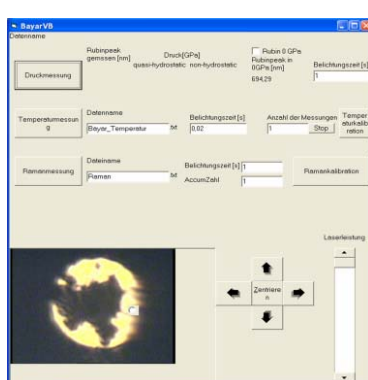 BayarVB
Datenname
Rubinpeak
gemssen [nm]
Druck[GPa]
quasi-hydrostatic non-hydrostatic
Rubin 0 GPa
Rubinpeak in
0GPa [nm]
694,29
Belichtungszeit [s]
1
Druckmessung
Temperaturmessun
g
Datenname
Bayar_Temperatur
txt
Belichtungszeit [s]
0,02
Anzahl der Messungen
1
Stop
Temper
aturkalib
ration
Ramanmessung
Dateiname
Raman
txt
Belichtungszeit [s]
1
AccumZahl
1
Ramankalibration
Laserleistung
Zentriere
n